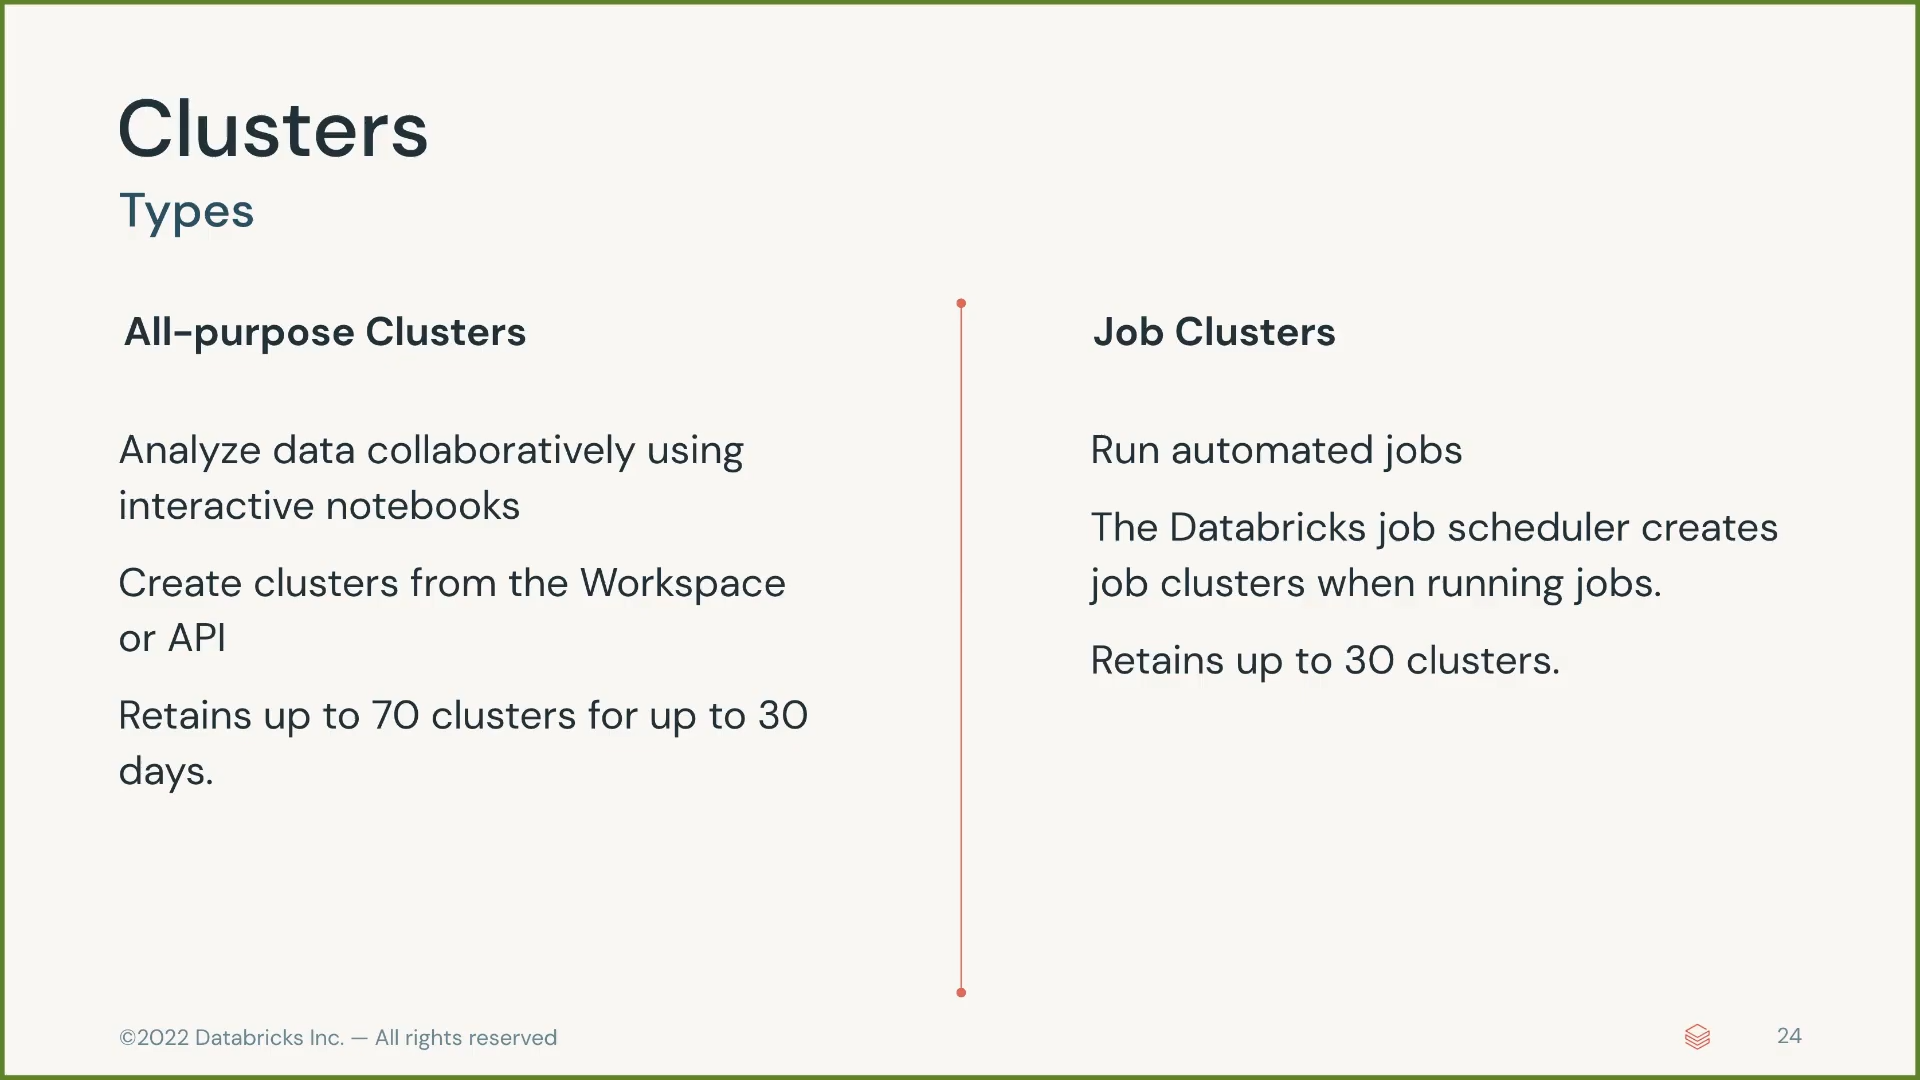 Clusters
Types
All-purpose Clusters
Analyze data collaboratively using
interactive notebooks
Create clusters from the Workspace
or API
Retains up to 70 clusters for up to 30
days.
Job Clusters
Run automated jobs
The Databricks job scheduler creates
job clusters when running jobs.
Retains up to 30 clusters.
©2022 Databricks Inc. — All rights reserved
24